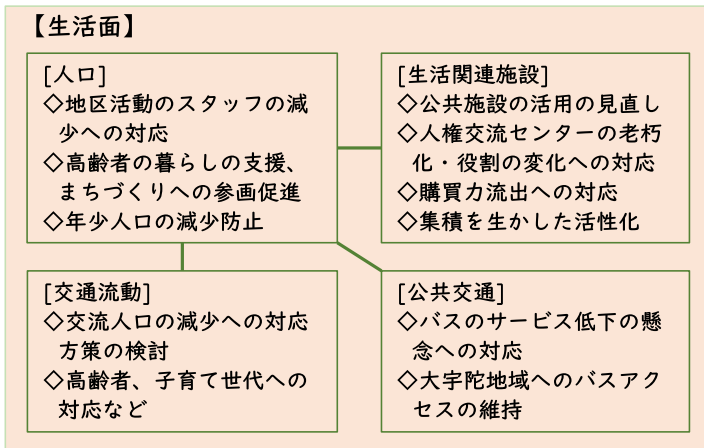 【生活面】
[人口]
◇地区活動のスタッフの減
少への対応
◇高齢者の暮らしの支援、
まちづくりへの参画促進
◇年少人口の減少防止
[生活関連施設]
◇公共施設の活用の見直し
◇人権交流センターの老朽
化・役割の変化への対応
◇購買力流出への対応
◇集積を生かした活性化
[交通流動]
◇交流人口の減少への対応
方策の検討
◇高齢者、子育て世代への
対応など
[公共交通]
◇バスのサービス低下の懸
念への対応
◇大宇陀地域へのバスアク
セスの維持